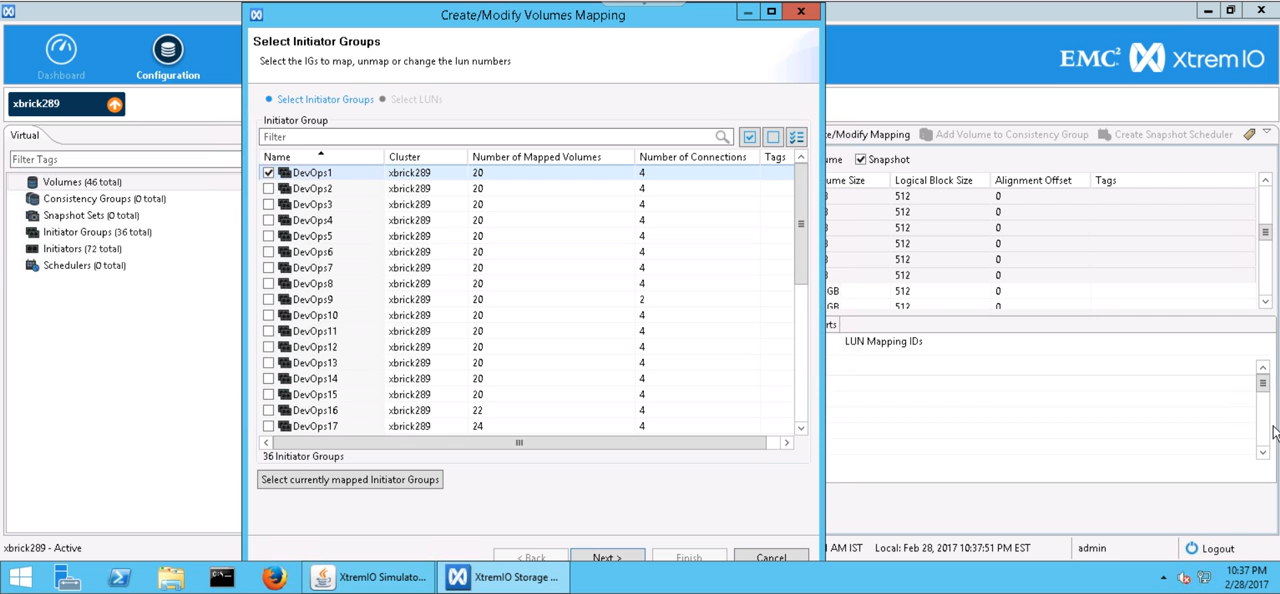 Create/Modify Volumes Mapping
Dashboard
Configuration
EMC² XtremIO
xbrick289
Virtual
Filter Tags
Volumes (46 total)
Consistency Groups (0 total)
Snapshot Sets (0 total)
Initiator Groups (36 total)
Initiators (72 total)
Schedulers (0 total)
Select Initiator Groups
Select the IGs to map, unmap or change the lun numbers
Select Initiator Groups Select LUNs
Initiator Group
Filter
Name Cluster Number of Mapped Volumes Number of Connections Tags
DevOps1 xbrick289 20 4
DevOps2 xbrick289 20 4
DevOps3 xbrick289 20 4
DevOps4 xbrick289 20 4
DevOps5 xbrick289 20 4
DevOps6 xbrick289 20 4
DevOps7 xbrick289 20 4
DevOps8 xbrick289 20 4
DevOps9 xbrick289 20 2
DevOps10 xbrick289 20 4
DevOps11 xbrick289 20 4
DevOps12 xbrick289 20 4
DevOps13 xbrick289 20 4
DevOps14 xbrick289 20 4
DevOps15 xbrick289 20 4
DevOps16 xbrick289 22 4
DevOps17 xbrick289 24 4
36 Initiator Groups
Select currently mapped Initiator Groups
< Back Next > Finish Cancel
te/Modify Mapping Add Volume to Consistency Group Create Snapshot Scheduler
ume Snapshot
ume Size Logical Block Size Alignment Offset Tags
B 512 0
B 512 0
B 512 0
B 512 0
B 512 0
B 512 0
GB 512 0
GB 512 0
rts
LUN Mapping IDs
xbrick289 - Active
1 AM IST Local: Feb 28, 2017 10:37:51 PM EST admin Logout
XtremIO Simulato... XtremIO Storage ...
10:37 PM
2/28/2017